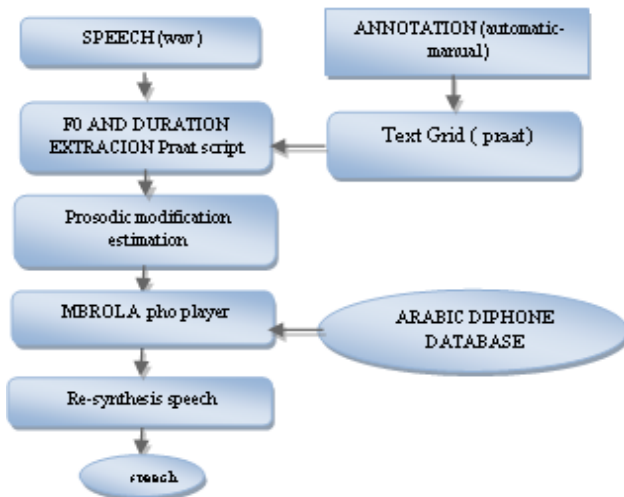 SPEECH (wav)
ANNOTATION (automatic-
manual)
F0 AND DURATION
EXTRACION Praat script
Text Grid ( praat)
Prosodic modification
estimation
MBROLA pho player
ARABIC DIPHONE
DATABASE
Re-synthesis speech
speech